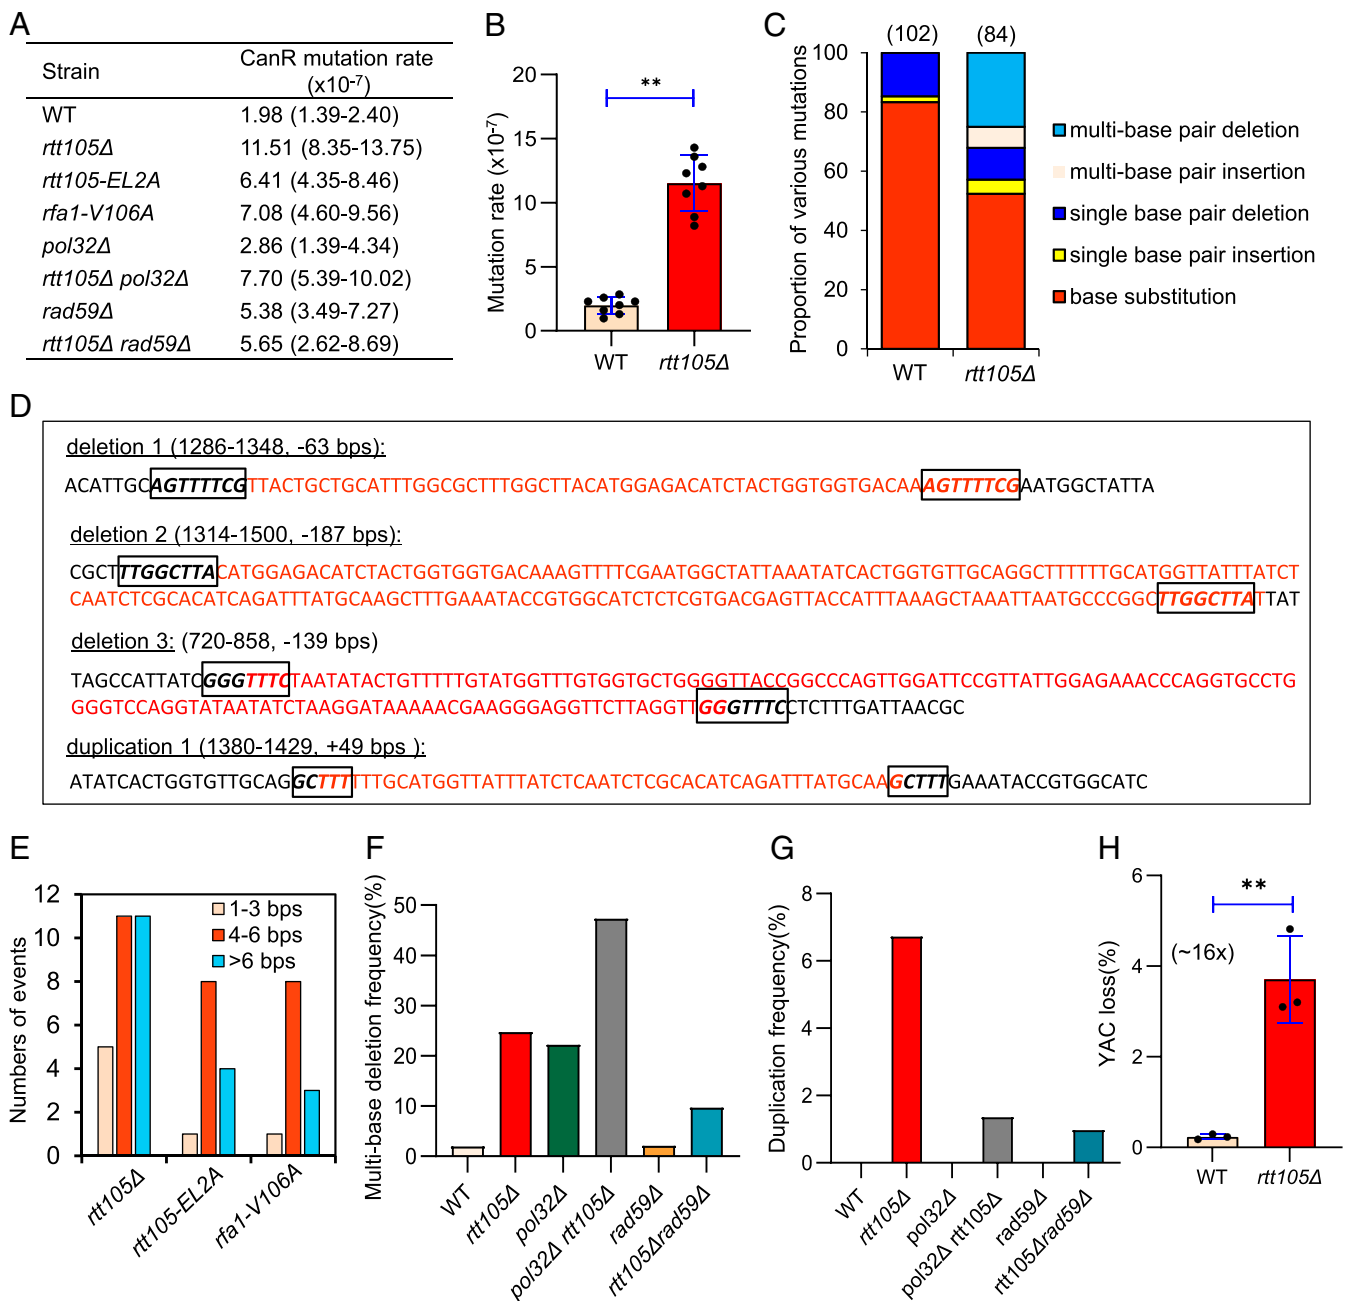 A
Strain CanR mutation rate
(x10-7)
WT 1.98 (1.39-2.40)
rtt105Δ 11.51 (8.35-13.75)
rtt105-EL2A 6.41 (4.35-8.46)
rfa1-V106A 7.08 (4.60-9.56)
pol32Δ 2.86 (1.39-4.34)
rtt105Δ pol32Δ 7.70 (5.39-10.02)
rad59Δ 5.38 (3.49-7.27)
rtt105Δ rad59Δ 5.65 (2.62-8.69)
B
Mutation rate (x10-7)
20
15
10
5
0
**
WT rtt105Δ
C
Proportion of various mutations
100
80
60
40
20
0
(102) (84)
WT rtt105Δ
multi-base pair deletion
multi-base pair insertion
single base pair deletion
single base pair insertion
base substitution
D
deletion 1 (1286-1348, -63 bps):
ACATTGCAGTTTTCGTTACTGCTGCATTTGGCGCTTTGGCTTACATGGAGACATCTACTGGTGGTGACAAAGTTTTCGAATGGCTATTA
deletion 2 (1314-1500, -187 bps):
CGCTTTGGCTTACATGGAGACATCTACTGGTGGTGACAAAGTTTTCGAATGGCTATTAAATATCACTGGTGTTGCAGGCTTTTTTGCATGGTTATTTATCT
CAATCTCGCACATCAGATTTATGCAAGCTTTGAAATACCGTGGCATCTCTCGTGACGAGTTACCATTTAAAGCTAAATTAATGCCCGGCTTGGCTTATTAT
deletion 3: (720-858, -139 bps)
TAGCCATTATCGGGTTTCTAATATACTGTTTTTGTATGGTTTGTGGTGCTGGGGTTACCGGCCCAGTTGGATTCCGTTATTGGAGAAACCCAGGTGCCTG
GGGTCCAGGTATAATATCTAAGGATAAAAACGAAGGGAGGTTCTTAGGTTGGGTTTCCTCTTTGATTAACGC
duplication 1 (1380-1429, +49 bps ):
ATATCACTGGTGTTGCAGGCTTTTTTGCATGGTTATTTATCTCAATCTCGCACATCAGATTTATGCAAGCTTTGAAATACCGTGGCATC
E
Numbers of events
12
10
8
6
4
2
0
1-3 bps
4-6 bps
>6 bps
rtt105Δ rtt105-EL2A rfa1-V106A
F
Multi-base deletion frequency(%)
50
40
30
20
10
0
WT rtt105Δ pol32Δ pol32Δ rtt105Δ rad59Δ rtt105Δrad59Δ
G
Duplication frequency(%)
8
6
4
2
0
WT rtt105Δ pol32Δ pol32Δ rtt105Δ rad59Δ rtt105Δrad59Δ
H
YAC loss(%)
6
4
2
0
**
(~16x)
WT rtt105Δ